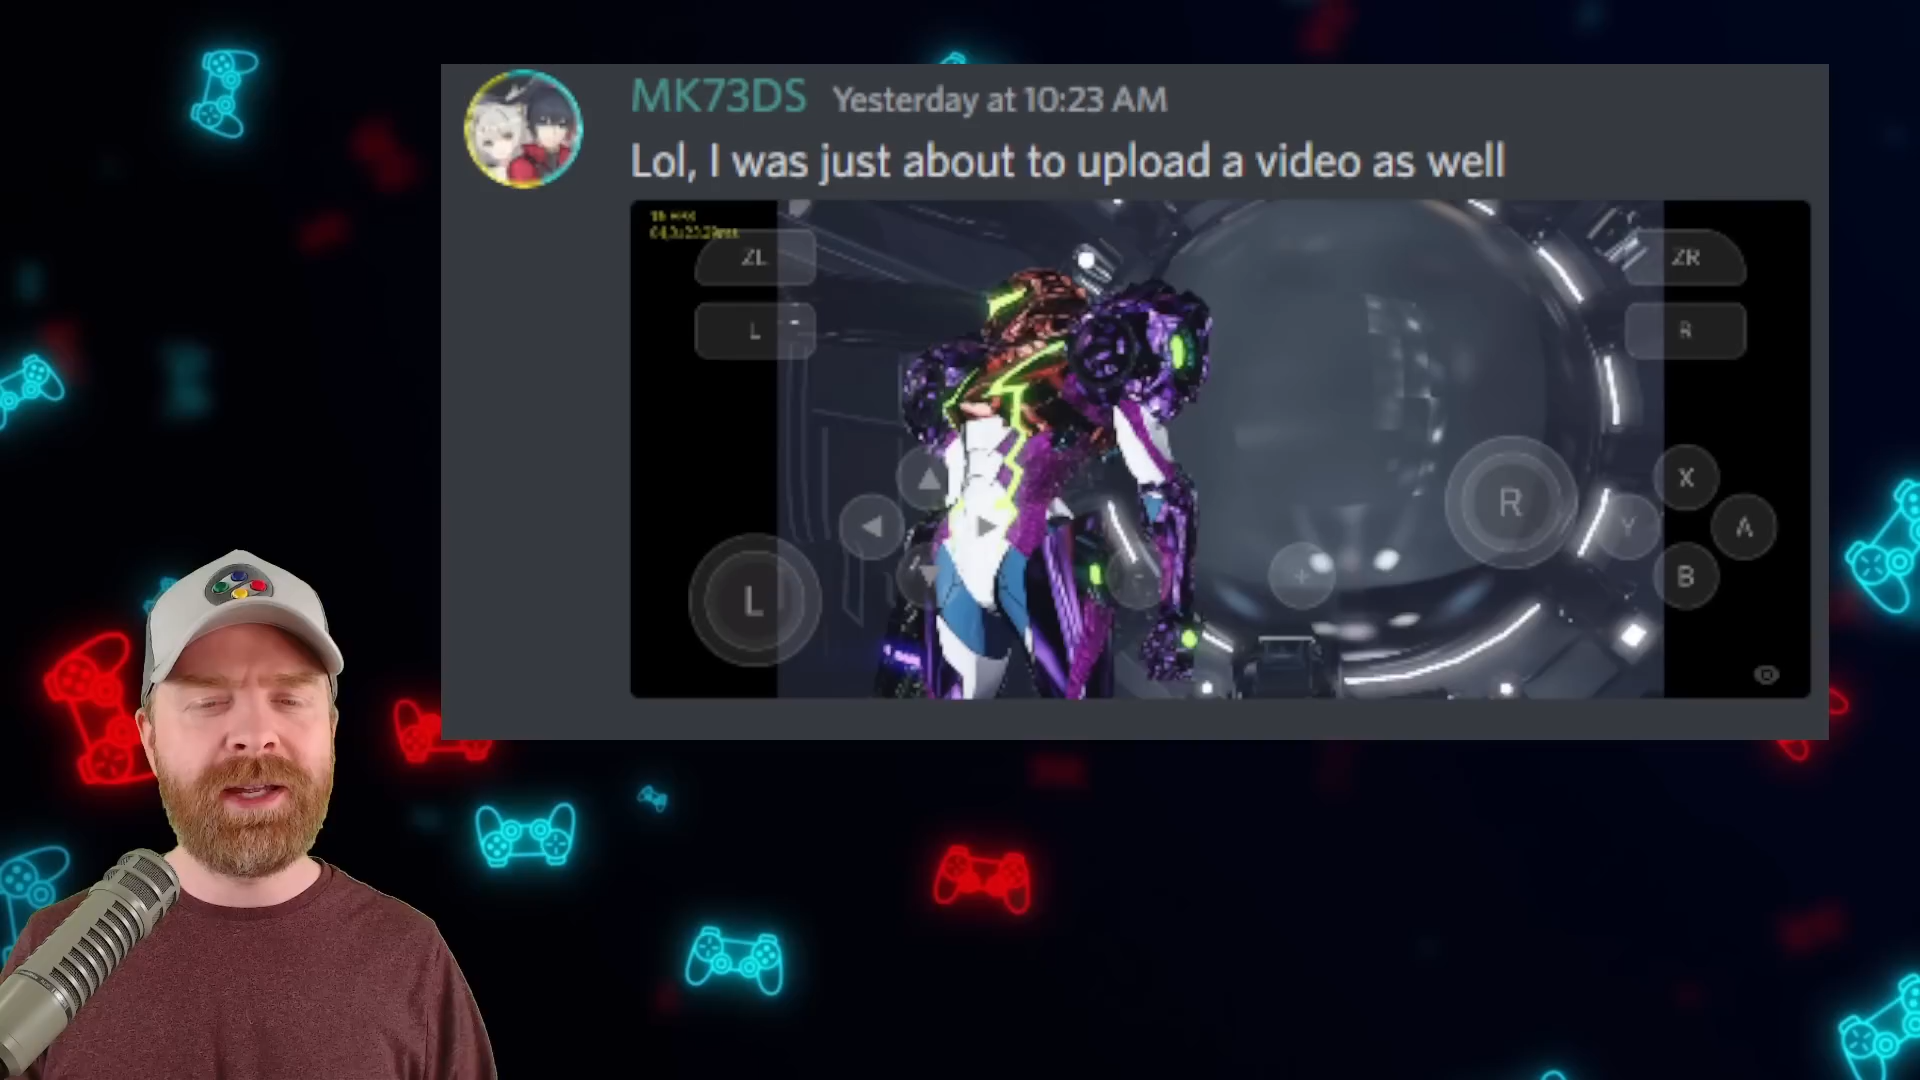 MK73DS Yesterday at 10:23 AM
Lol, I was just about to upload a video as well
ZL
ZR
L
R
X
R
Y
A
L
B